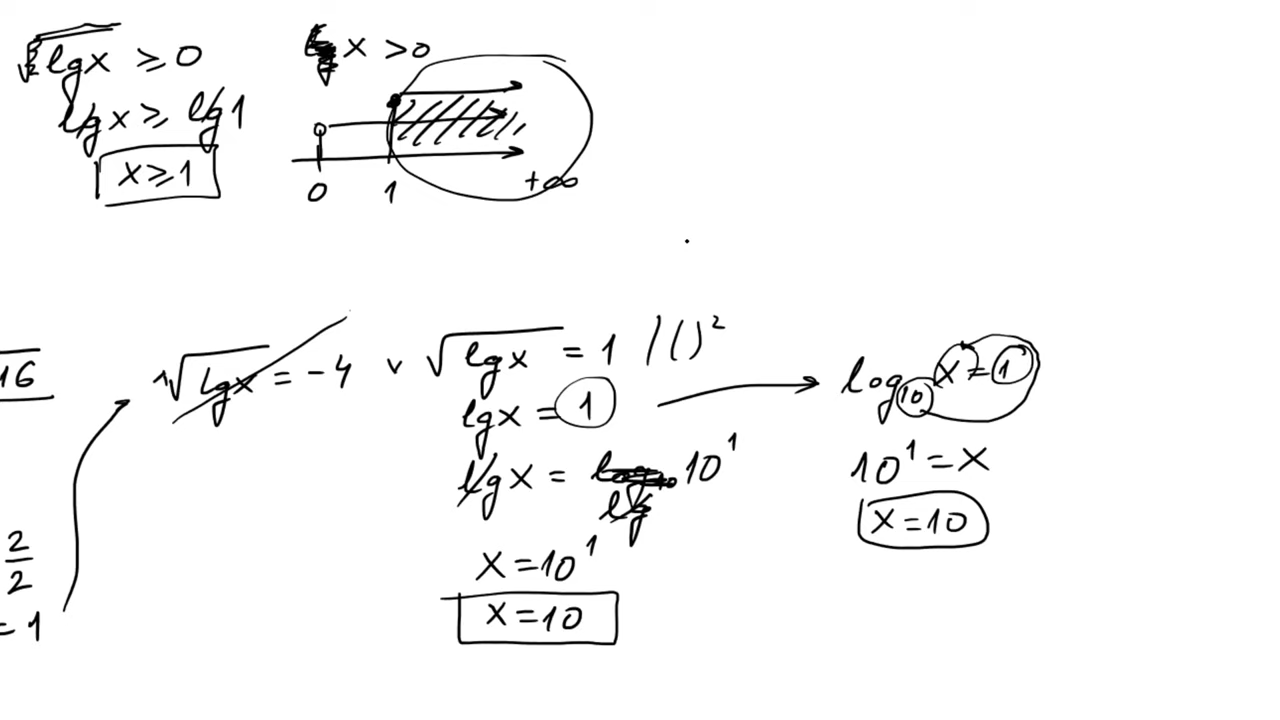 √lgx ≥ 0
x > 0
lgx ≥ lg1
x ≥ 1
0 1 +∞
16
√lgx = -4 ∨ √lgx = 1 /()²
lgx = 1
log₁₀ x = 1
lgx = lg 10¹
10¹ = x
x = 10
2/2
x = 10¹
= 1
x = 10